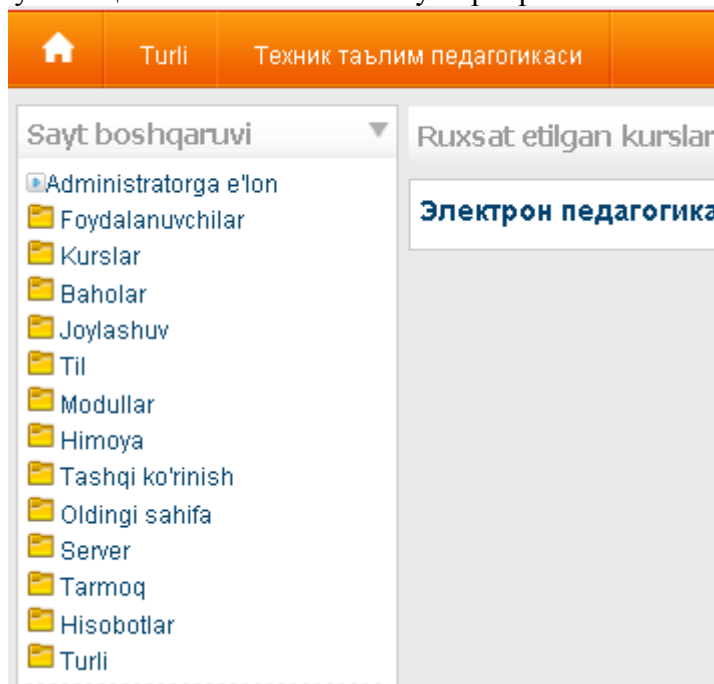 Turli Техник таълим педагогикаси
Sayt boshqaruvi
Administratorga e'lon
Foydalanuvchilar
Kurslar
Baholar
Joylashuv
Til
Modullar
Himoya
Tashqi ko'rinish
Oldingi sahifa
Server
Tarmoq
Hisobotlar
Turli
Ruxsat etilgan kurslar
Электрон педагогика